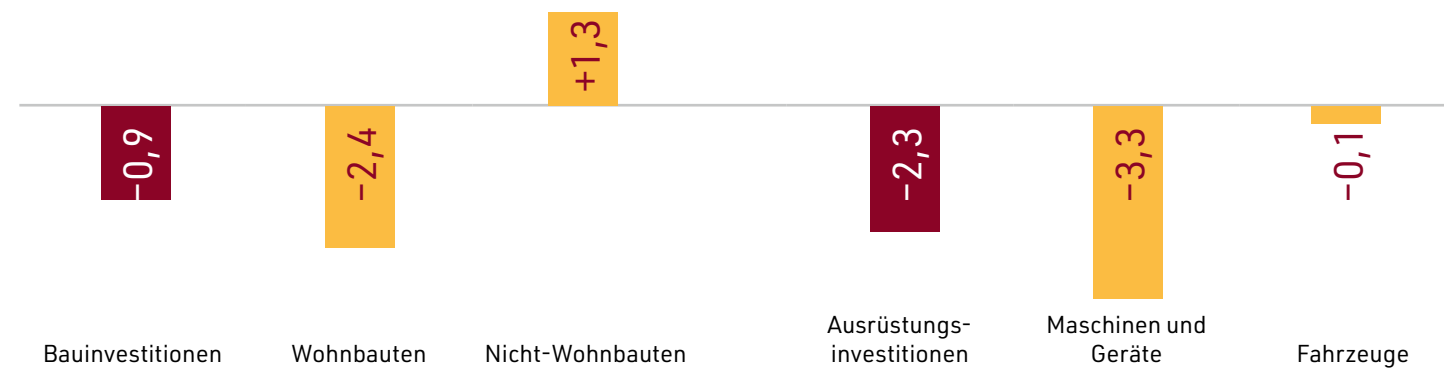 +1,3
−0,9
−2,4
−2,3
−3,3
−0,1
Bauinvestitionen
Wohnbauten
Nicht-Wohnbauten
Ausrüstungs-
investitionen
Maschinen und
Geräte
Fahrzeuge